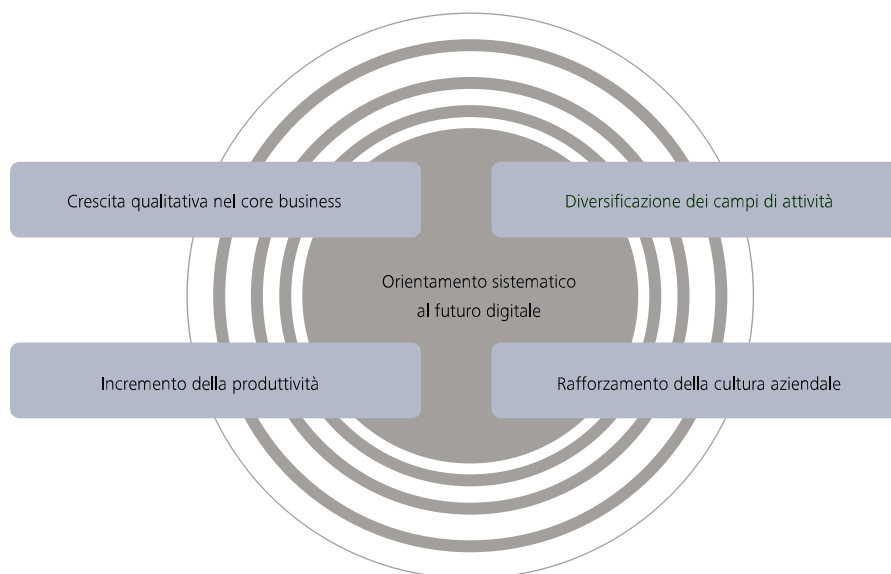 Crescita qualitativa nel core business
Diversificazione dei campi di attività
Orientamento sistematico
al futuro digitale
Incremento della produttività
Rafforzamento della cultura aziendale